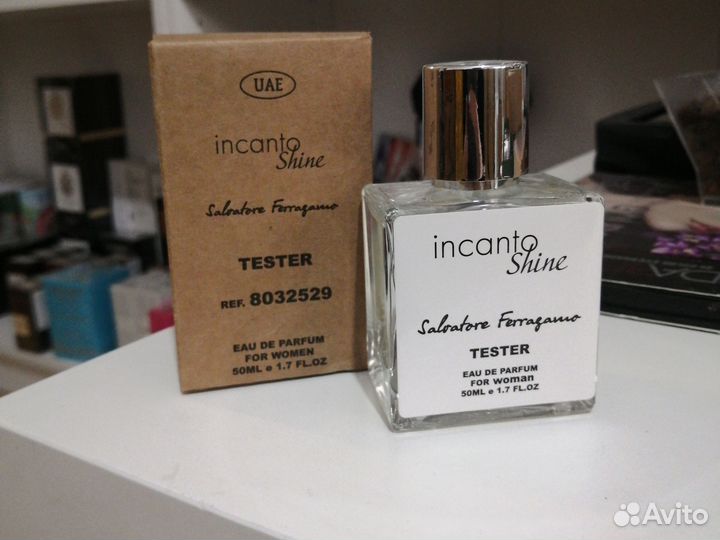 UAE
incanto
Shine
Salvatore Ferragamo
TESTER
REF. 8032529
EAU DE PARFUM
FOR WOMEN
50ML e 1.7 FL.OZ
incanto
Shine
Salvatore Ferragamo
TESTER
EAU DE PARFUM
FOR woman
50ML e 1.7 FL.OZ
Avito